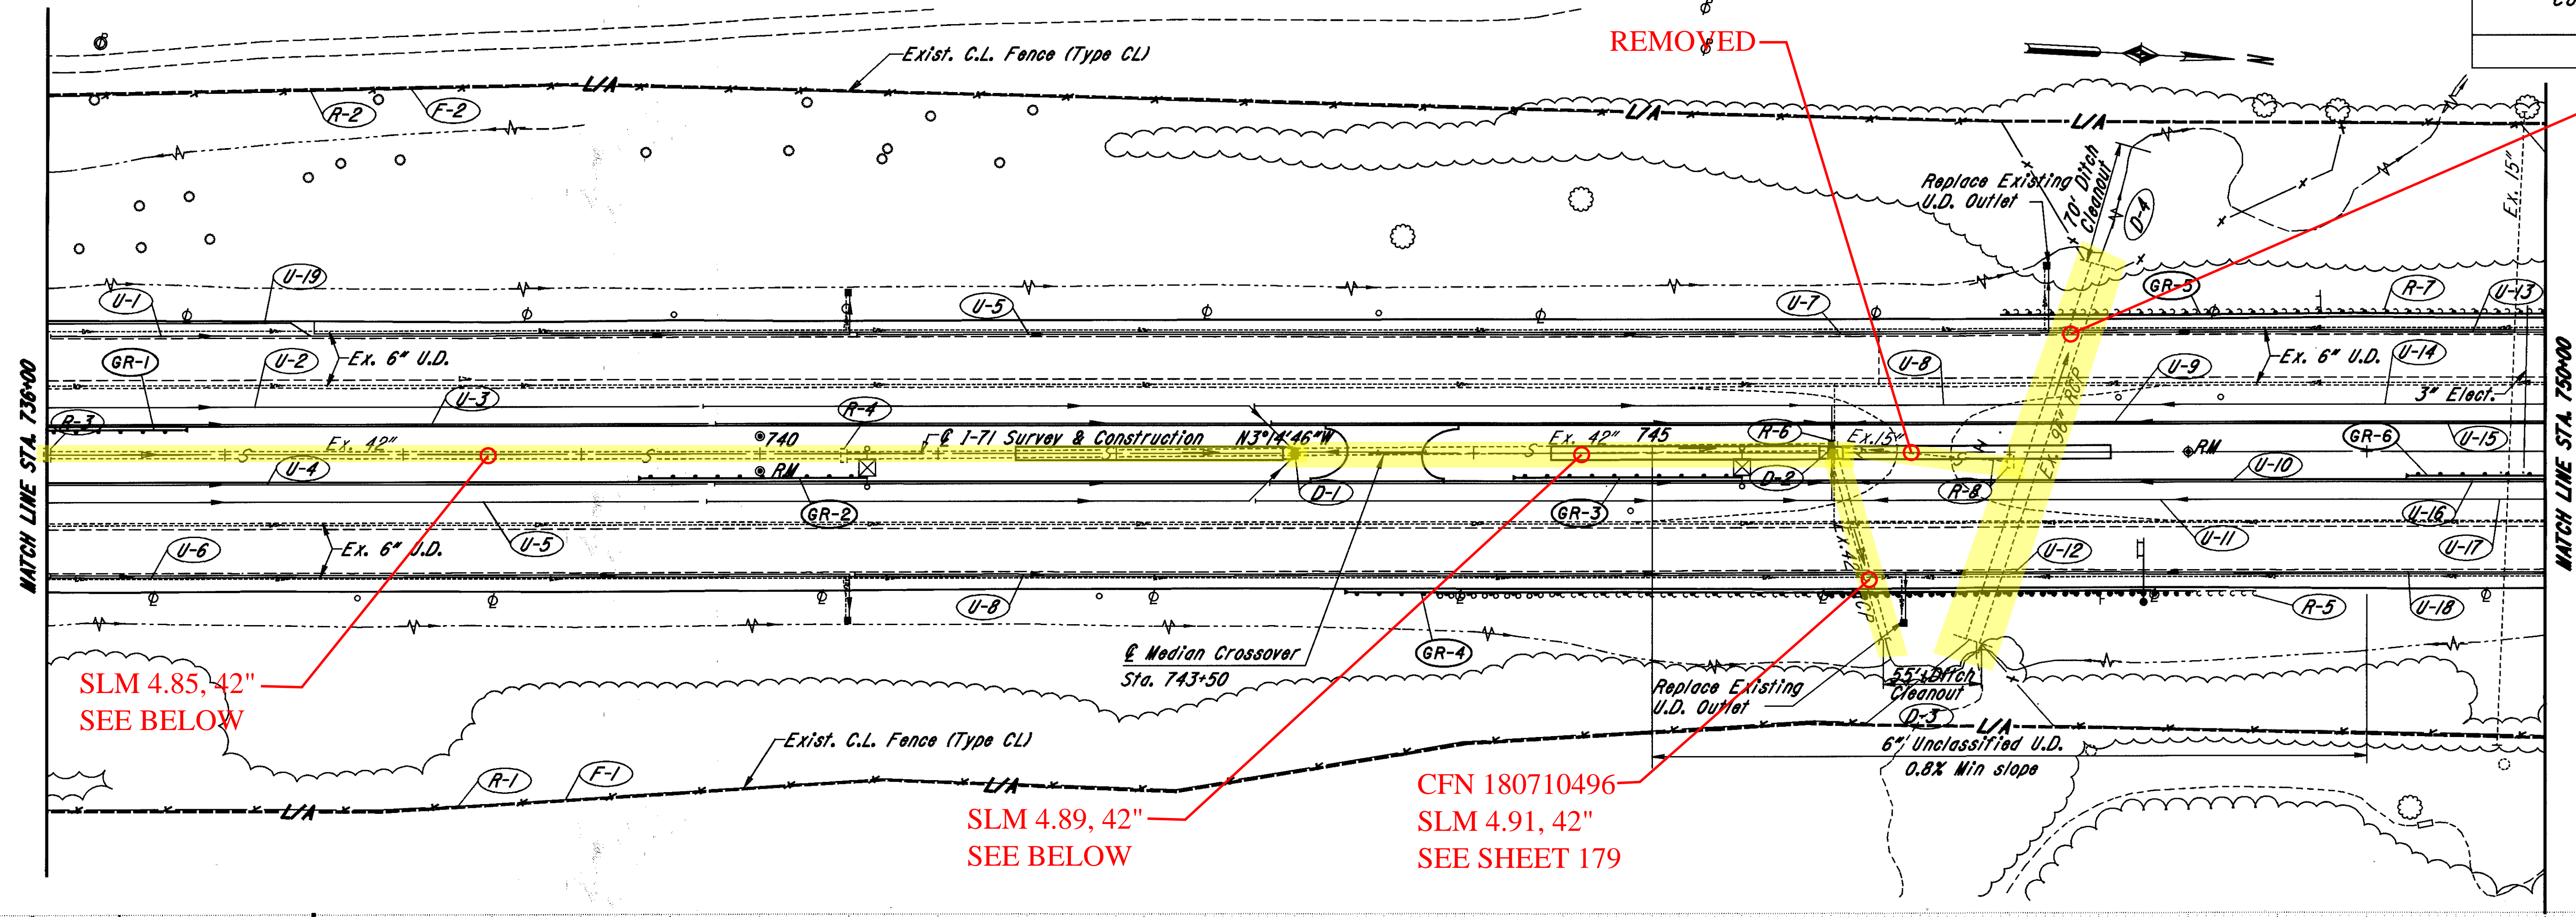 REMOVED
Exist. C.L. Fence (Type CL)
N
L/A
L/A
L/A
R-2
F-2
Replace Existing
U.D. Outlet
70' Ditch
Cleanout
D-4
Ex. 15"
U-19
U-1
U-5
U-7
GR-5
R-7
U-13
GR-1
U-2
Ex. 6" U.D.
U-8
U-9
Ex. 6" U.D.
U-14
3" Elect.
MATCH LINE STA. 736+00
MATCH LINE STA. 750+00
R-3
U-3
R-4
Ex. 42"
740
℄ I-71 Survey & Construction N3°14'46"W
Ex. 42"
745
R-6
Ex.15"
Ex. 96" RCP
RM
GR-6
U-15
U-4
RM
D-1
D-2
R-8
U-10
GR-2
GR-3
U-16
U-6
Ex. 6" U.D.
U-5
Ex. 42" RCP
U-12
U-11
U-17
U-8
R-5
U-18
℄ Median Crossover
Sta. 743+50
GR-4
SLM 4.85, 42"
SEE BELOW
Replace Existing
U.D. Outlet
55' Ditch
Cleanout
D-3
L/A
6" Unclassified U.D.
0.8% Min slope
Exist. C.L. Fence (Type CL)
R-1
F-1
L/A
L/A
SLM 4.89, 42"
SEE BELOW
CFN 180710496
SLM 4.91, 42"
SEE SHEET 179